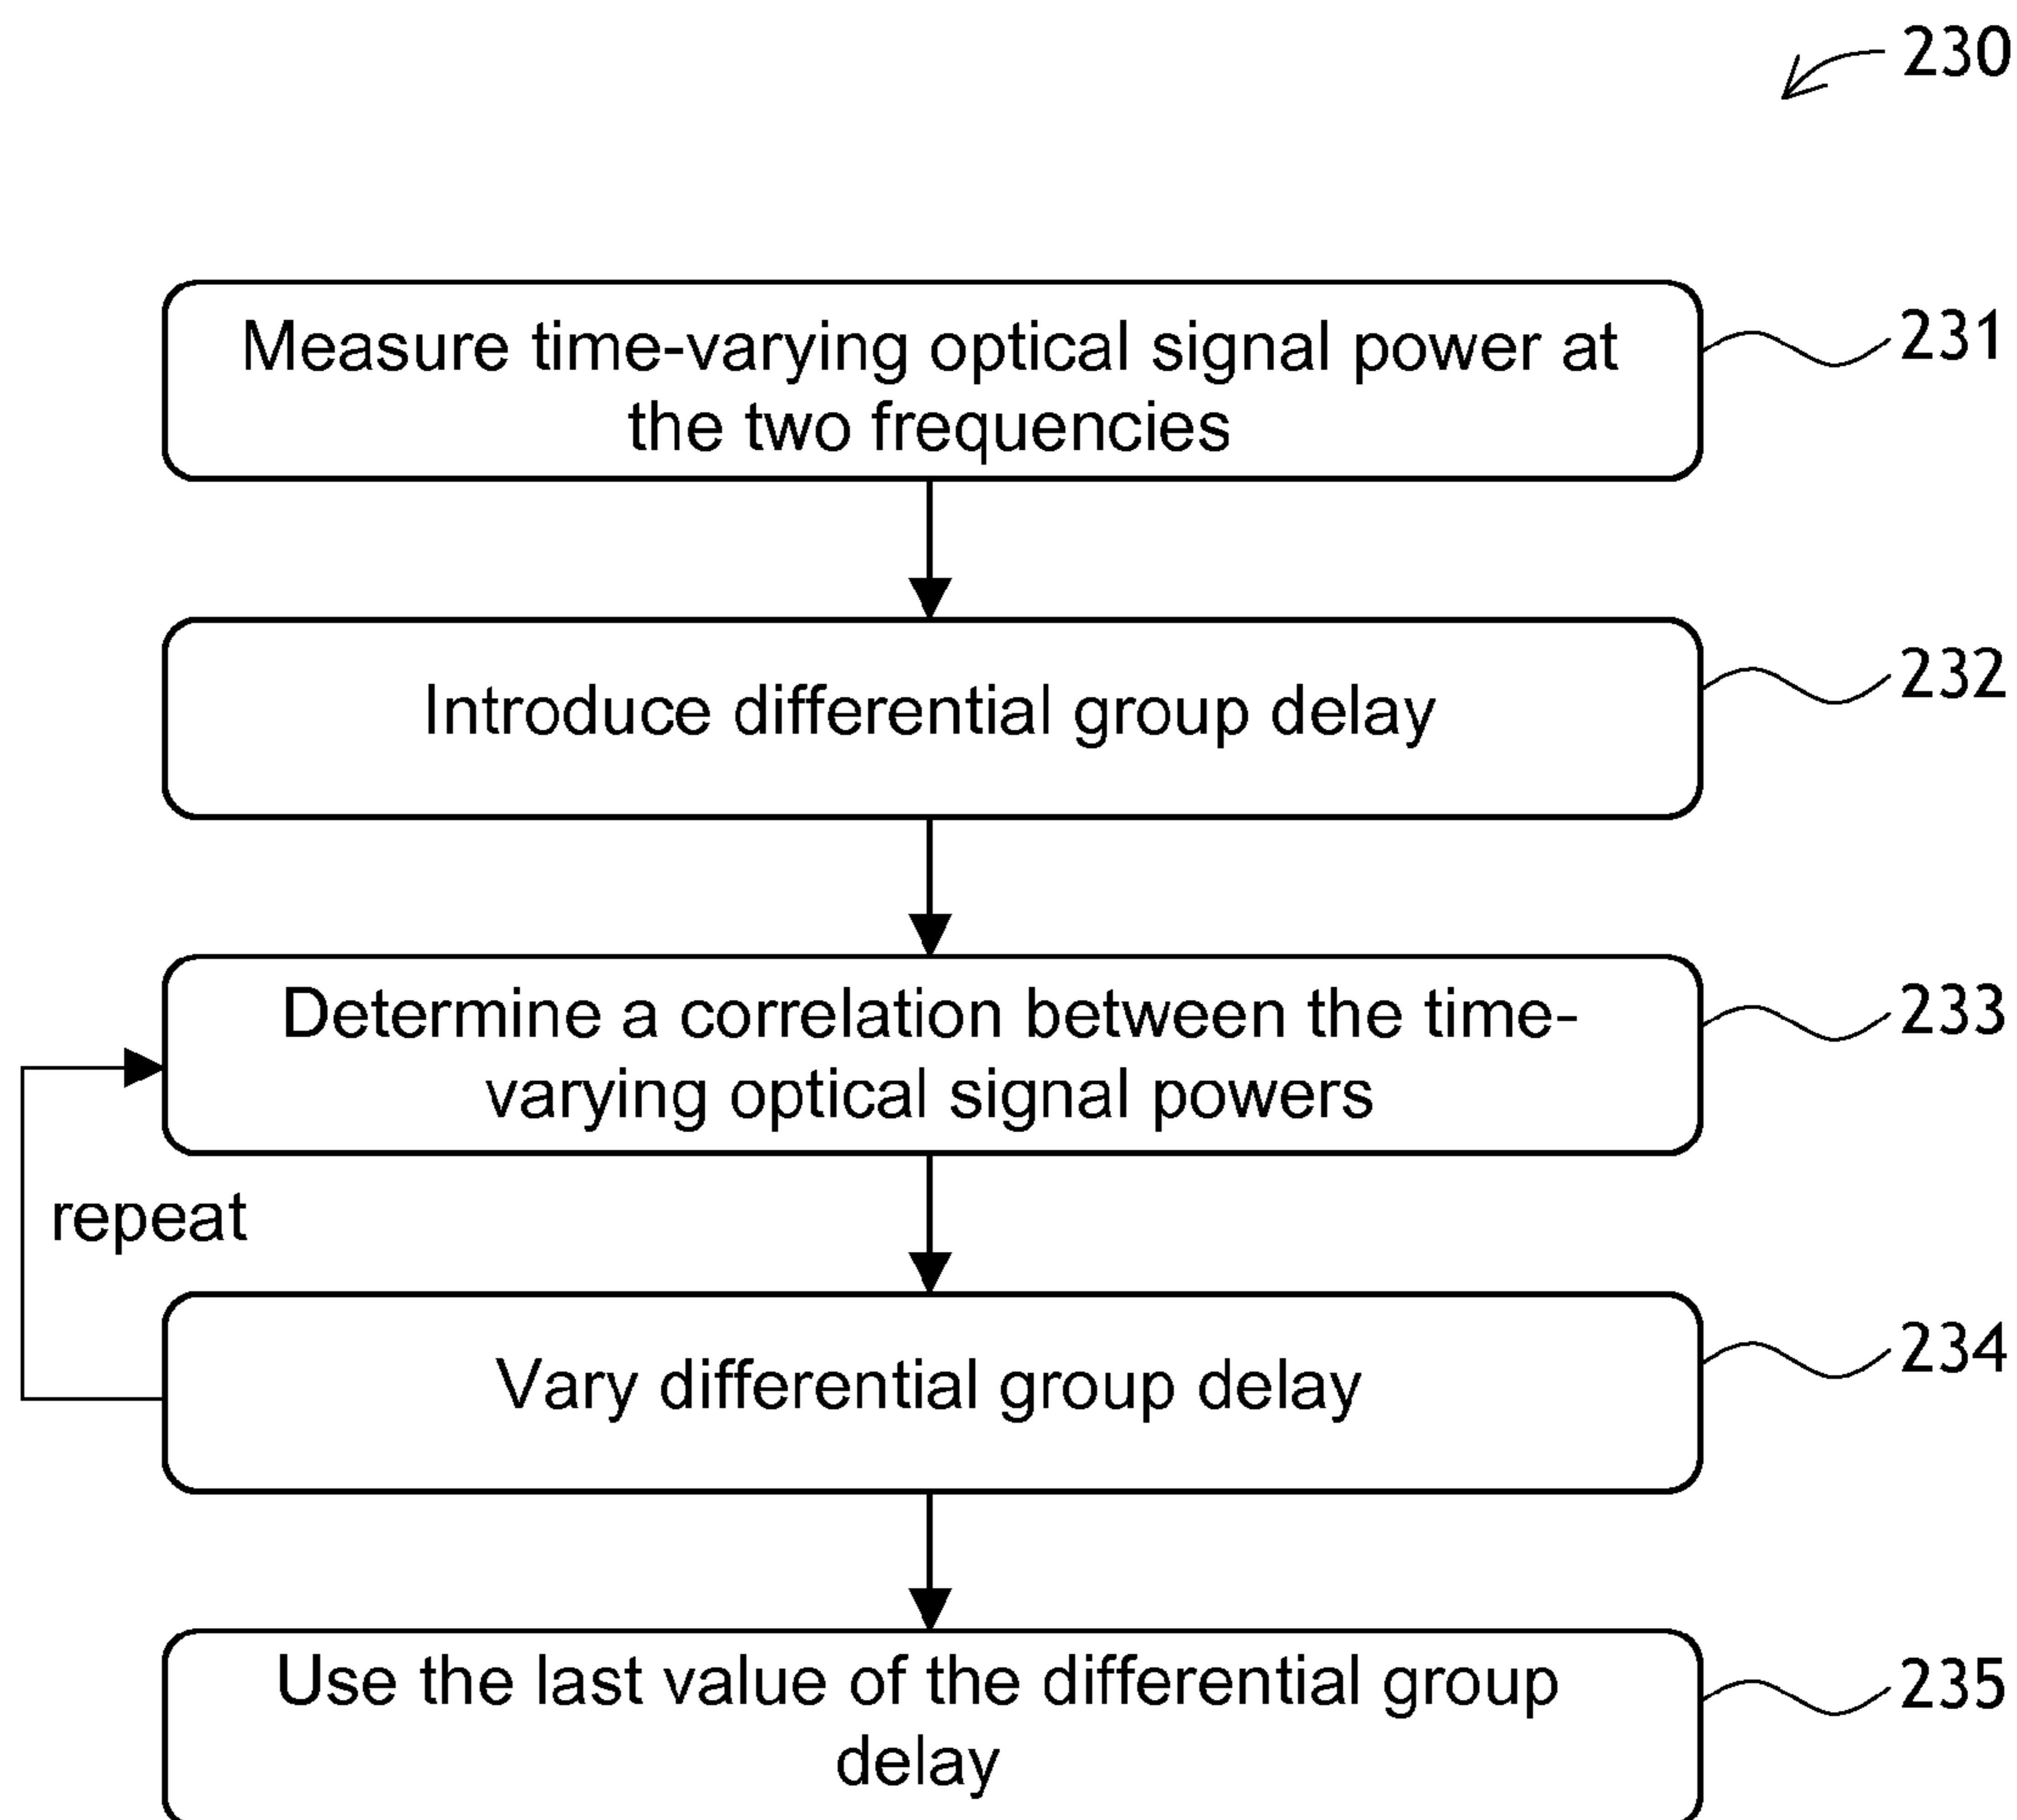 230
Measure time-varying optical signal power at
the two frequencies
231
Introduce differential group delay
232
Determine a correlation between the time-
varying optical signal powers
233
repeat
Vary differential group delay
234
Use the last value of the differential group
delay
235